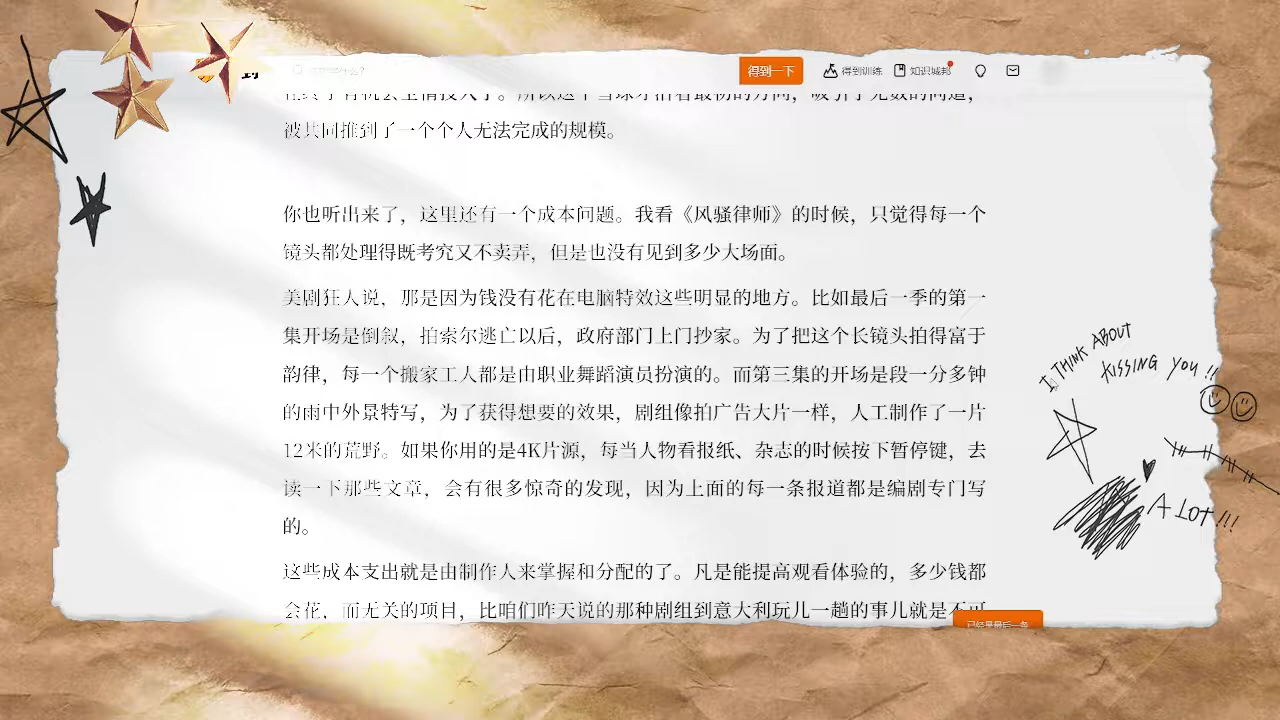 得到一下 得到训练 知识城邦
被共同推到了一个个人无法完成的规模。
你也听出来了，这里还有一个成本问题。我看《风骚律师》的时候，只觉得每一个
镜头都处理得既考究又不卖弄，但是也没有见到多少大场面。
美剧狂人说，那是因为钱没有花在电脑特效这些明显的地方。比如最后一季的第一
集开场是倒叙，拍索尔逃亡以后，政府部门上门抄家。为了把这个长镜头拍得富于
韵律，每一个搬家工人都是由职业舞蹈演员扮演的。而第三集的开场是段一分多钟
的雨中外景特写，为了获得想要的效果，剧组像拍广告大片一样，人工制作了一片
12米的荒野。如果你用的是4K片源，每当人物看报纸、杂志的时候按下暂停键，去
读一下那些文章，会有很多惊奇的发现，因为上面的每一条报道都是编剧专门写
的。
这些成本支出就是由制作人来掌握和分配的了。凡是能提高观看体验的，多少钱都
会花，而无关的项目，比咱们昨天说的那种剧组到意大利玩儿一趟的事儿就是不可
已经是最后一条
I THINK ABOUT
KISSING YOU !!
A LOT !!!